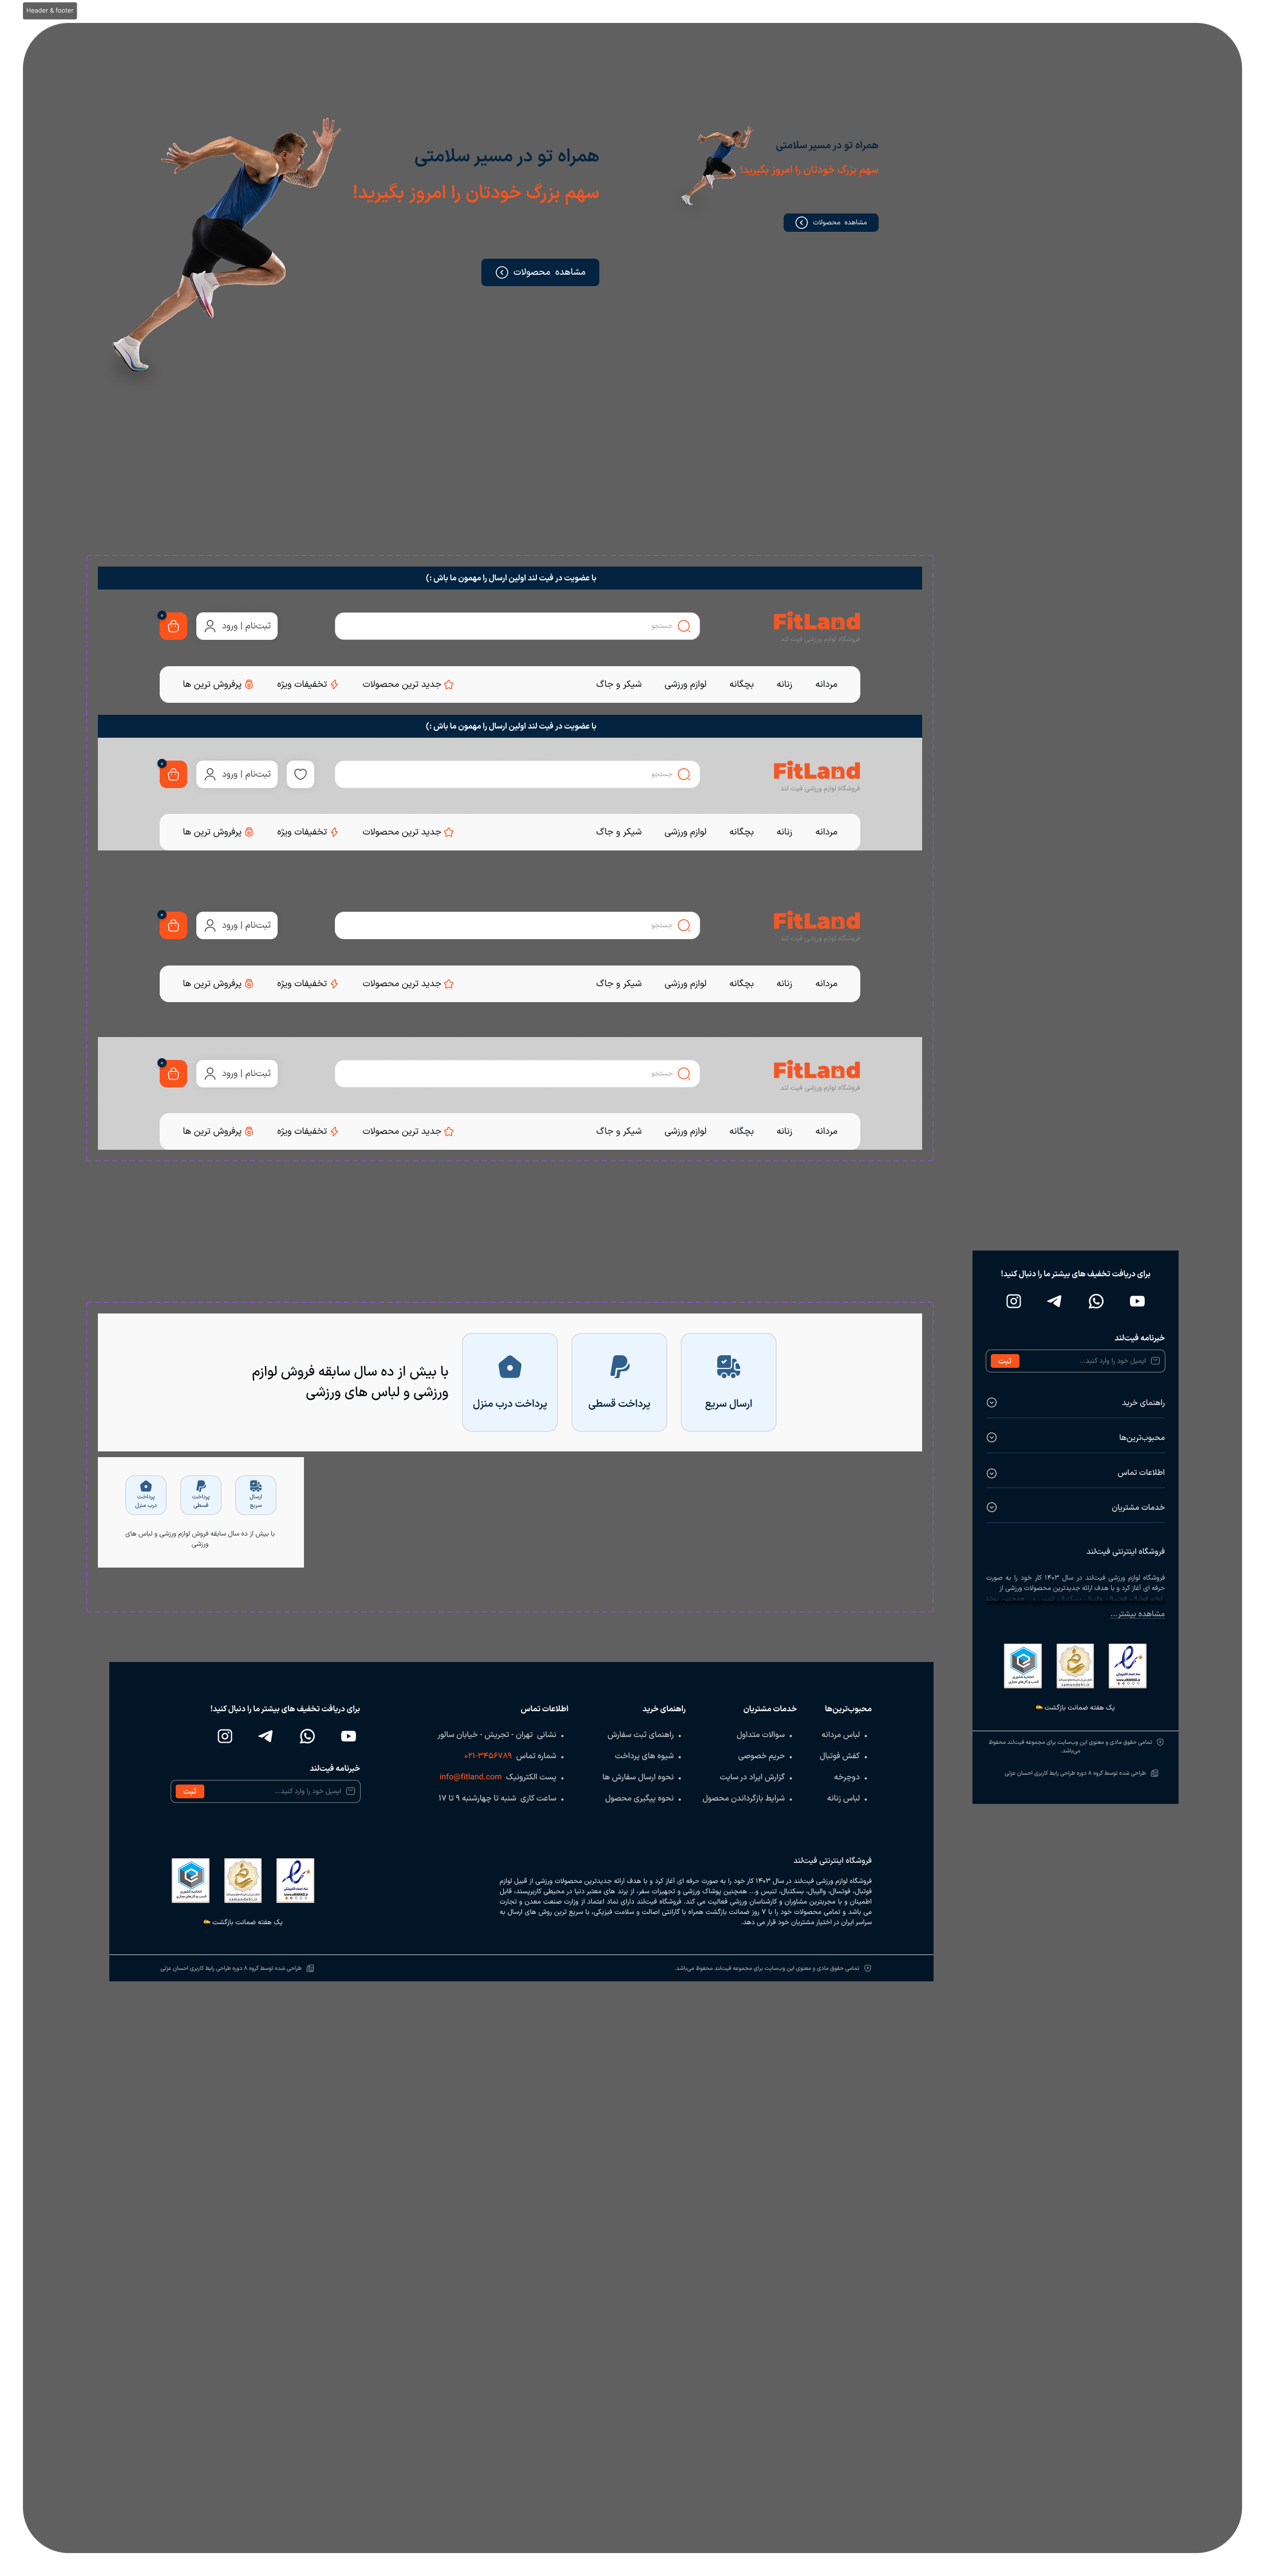 Header & footer
همراه تو در مسیر سلامتی
سهم بزرگ خودتان را امروز بگیرید!
مشاهده محصولات
همراه تو در مسیر سلامتی
سهم بزرگ خودتان را امروز بگیرید!
مشاهده محصولات
با عضویت در فیت لند اولین ارسال را مهمون ما باش :)
FitLand
فروشگاه لوازم ورزشی فیت لند
جستجو
ثبت‌نام | ورود
مردانه زنانه بچگانه لوازم ورزشی شیکر و جاگ جدید ترین محصولات تخفیفات ویژه پرفروش ترین ها
با عضویت در فیت لند اولین ارسال را مهمون ما باش :)
FitLand
فروشگاه لوازم ورزشی فیت لند
جستجو
ثبت‌نام | ورود
مردانه زنانه بچگانه لوازم ورزشی شیکر و جاگ جدید ترین محصولات تخفیفات ویژه پرفروش ترین ها
FitLand
فروشگاه لوازم ورزشی فیت لند
جستجو
ثبت‌نام | ورود
مردانه زنانه بچگانه لوازم ورزشی شیکر و جاگ جدید ترین محصولات تخفیفات ویژه پرفروش ترین ها
FitLand
فروشگاه لوازم ورزشی فیت لند
جستجو
ثبت‌نام | ورود
مردانه زنانه بچگانه لوازم ورزشی شیکر و جاگ جدید ترین محصولات تخفیفات ویژه پرفروش ترین ها
برای دریافت تخفیف های بیشتر ما را دنبال کنید!
خبرنامه فیت‌لند
ایمیل خود را وارد کنید...
ثبت
راهنمای خرید
محبوب‌ترین‌ها
اطلاعات تماس
خدمات مشتریان
فروشگاه اینترنتی فیت‌لند
فروشگاه لوازم ورزشی فیت‌لند در سال ۱۴۰۳ کار خود را به صورت
حرفه ای آغاز کرد و با هدف ارائه جدیدترین محصولات ورزشی از
مشاهده بیشتر...
یک هفته ضمانت بازگشت
تمامی حقوق مادی و معنوی این وب‌سایت برای مجموعه فیت‌لند محفوظ
می‌باشد.
طراحی شده توسط گروه ۸ دوره طراحی رابط کاربری احسان عزتی
ارسال سریع
پرداخت قسطی
پرداخت درب منزل
با بیش از ده سال سابقه فروش لوازم
ورزشی و لباس های ورزشی
ارسال
سریع
پرداخت
قسطی
پرداخت
درب منزل
با بیش از ده سال سابقه فروش لوازم ورزشی و لباس های
ورزشی
محبوب‌ترین‌ها
لباس مردانه
کفش فوتبال
دوچرخه
لباس زنانه
خدمات مشتریان
سوالات متداول
حریم خصوصی
گزارش ایراد در سایت
شرایط بازگرداندن محصول
راهنمای خرید
راهنمای ثبت سفارش
شیوه های پرداخت
نحوه ارسال سفارش ها
نحوه پیگیری محصول
اطلاعات تماس
نشانی تهران - تجریش - خیابان سالور
شماره تماس ۰۲۱-۳۴۵۶۷۸۹
پست الکترونیک info@fitland.com
ساعت کاری شنبه تا چهارشنبه ۹ تا ۱۷
برای دریافت تخفیف های بیشتر ما را دنبال کنید!
خبرنامه فیت‌لند
ایمیل خود را وارد کنید...
ثبت
فروشگاه اینترنتی فیت‌لند
فروشگاه لوازم ورزشی فیت‌لند در سال ۱۴۰۳ کار خود را به صورت حرفه ای آغاز کرد و با هدف ارائه جدیدترین محصولات ورزشی از قبیل لوازم
فوتبال، فوتسال، والیبال، بسکتبال، تنیس و... همچنین پوشاک ورزشی و تجهیزات سفر، از برند های معتبر دنیا در محیطی کاربرپسند، قابل
اطمینان و با مجربترین مشاوران و کارشناسان ورزشی فعالیت می کند. فروشگاه فیت‌لند دارای نماد اعتماد از وزارت صنعت معدن و تجارت
می باشد و تمامی محصولات خود را با ۷ روز ضمانت بازگشت همراه با گارانتی اصالت و سلامت فیزیکی، با سریع ترین روش های ارسال به
سراسر ایران در اختیار مشتریان خود قرار می دهد.
یک هفته ضمانت بازگشت
تمامی حقوق مادی و معنوی این وب‌سایت برای مجموعه فیت‌لند محفوظ می‌باشد.
طراحی شده توسط گروه ۸ دوره طراحی رابط کاربری احسان عزتی